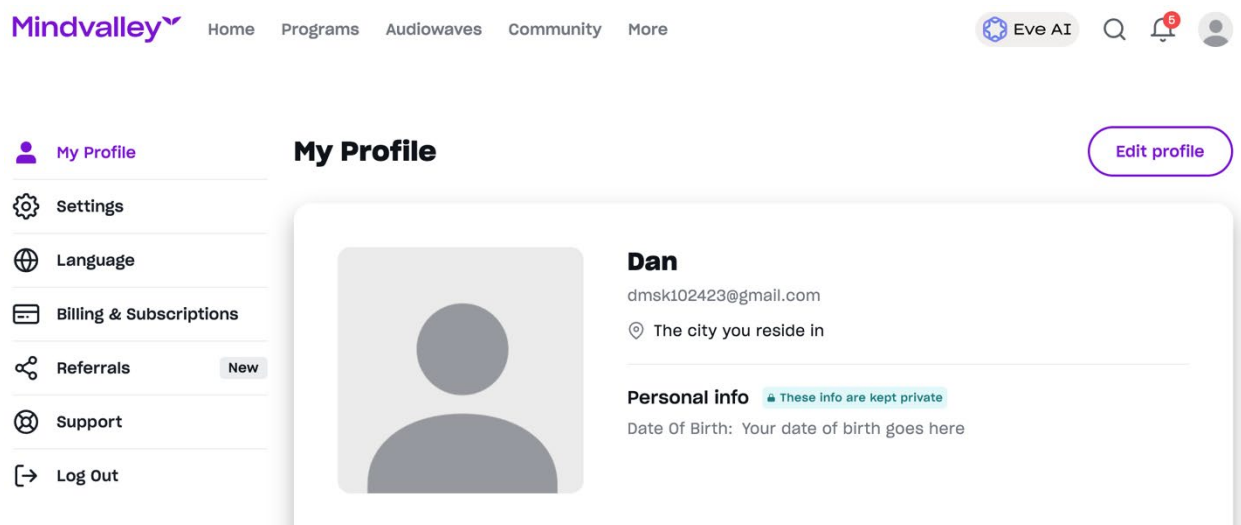 Mindvalley
Home Programs Audiowaves Community More
Eve AI
5
My Profile
Settings
Language
Billing & Subscriptions
Referrals New
Support
Log Out
My Profile
Edit profile
Dan
dmsk102423@gmail.com
The city you reside in
Personal info These info are kept private
Date Of Birth: Your date of birth goes here